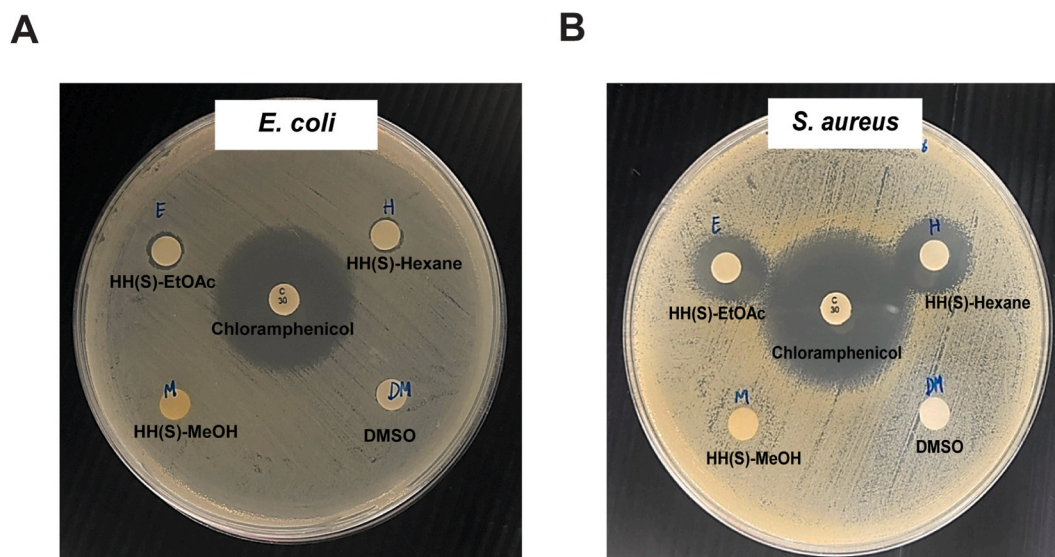 A
B
E. coli
S. aureus
E
H
HH(S)-EtOAc
HH(S)-Hexane
C
30
Chloramphenicol
M
DM
HH(S)-MeOH
DMSO
E
H
HH(S)-EtOAc
HH(S)-Hexane
C
30
Chloramphenicol
M
DM
HH(S)-MeOH
DMSO